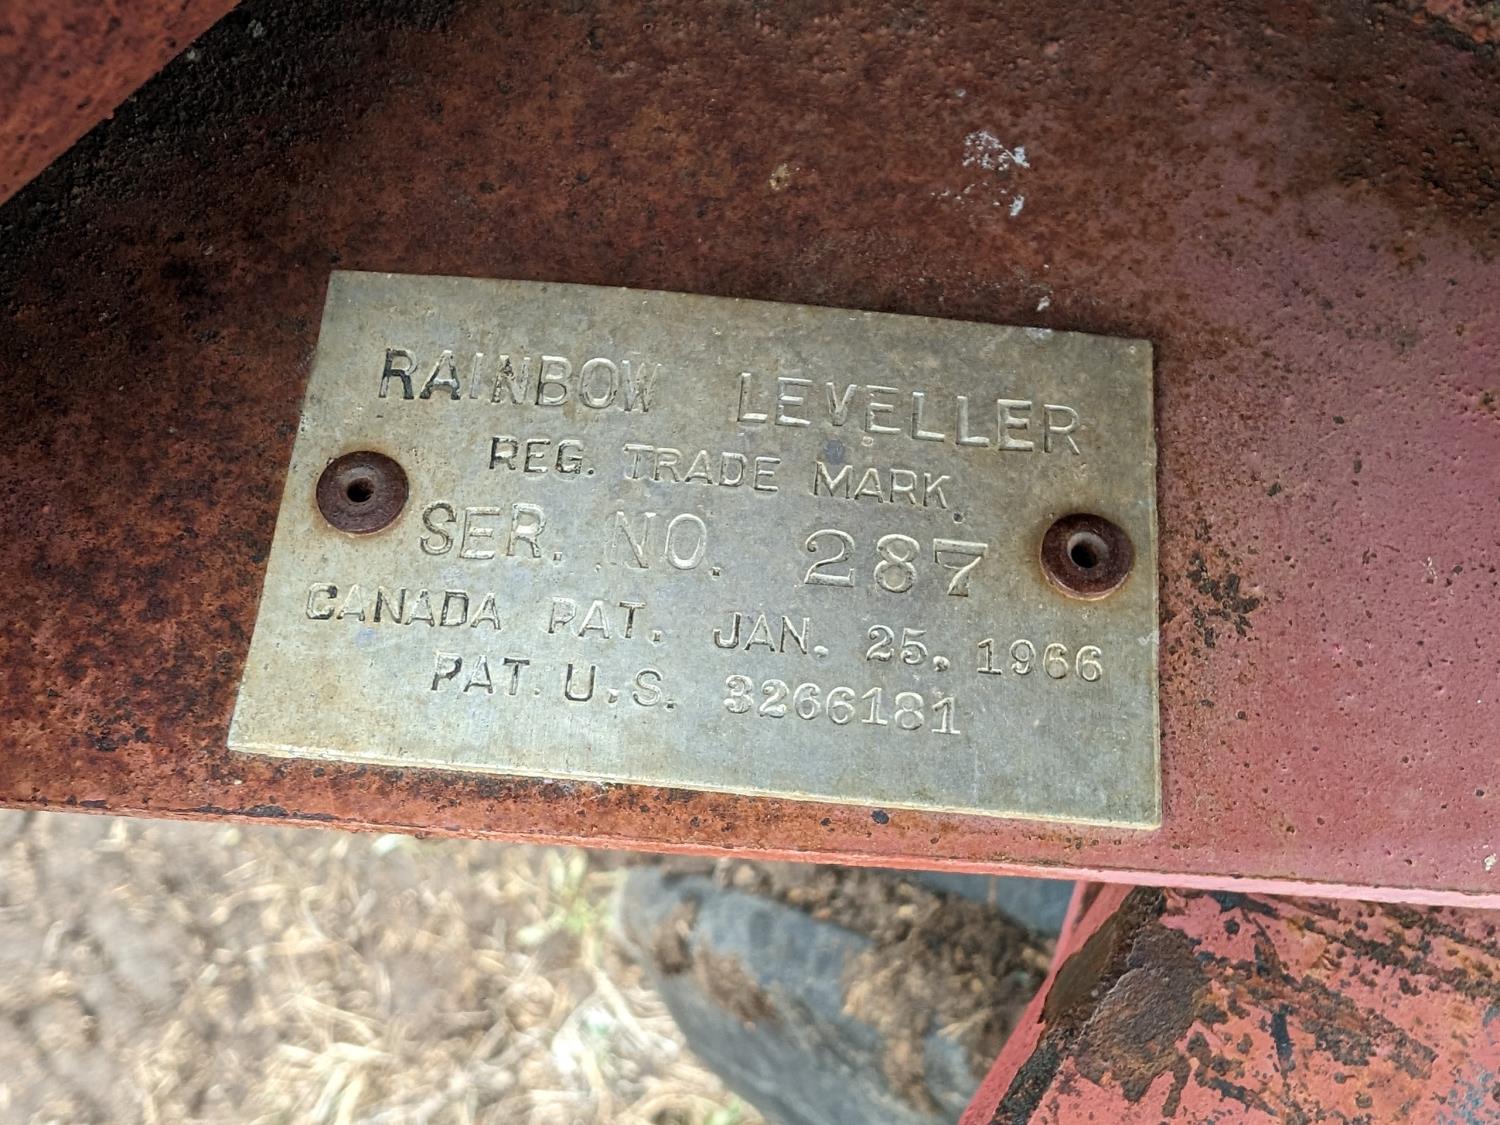 RAINBOW LEVELLER
REG. TRADE MARK.
SER. NO. 287
CANADA PAT. JAN. 25, 1966
PAT. U.S. 3266181